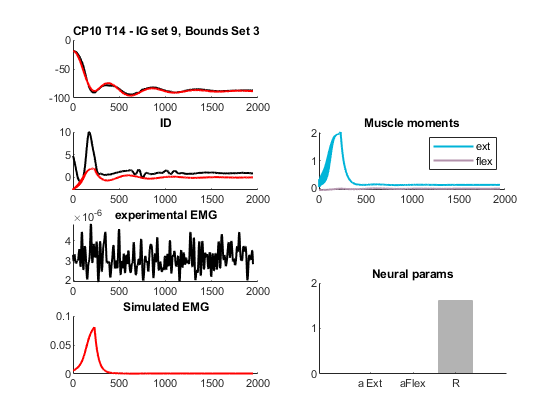 CP10 T14 - IG set 9, Bounds Set 3
0
-50
-100
0 500 1000 1500 2000
ID
10
5
0
0 500 1000 1500 2000
×10⁻⁶
experimental EMG
4
2
0 500 1000 1500 2000
Simulated EMG
0.1
0.05
0
0 500 1000 1500 2000
Muscle moments
2
1
0
0 500 1000 1500 2000
ext
flex
Neural params
2
1
0
a Ext aFlex R